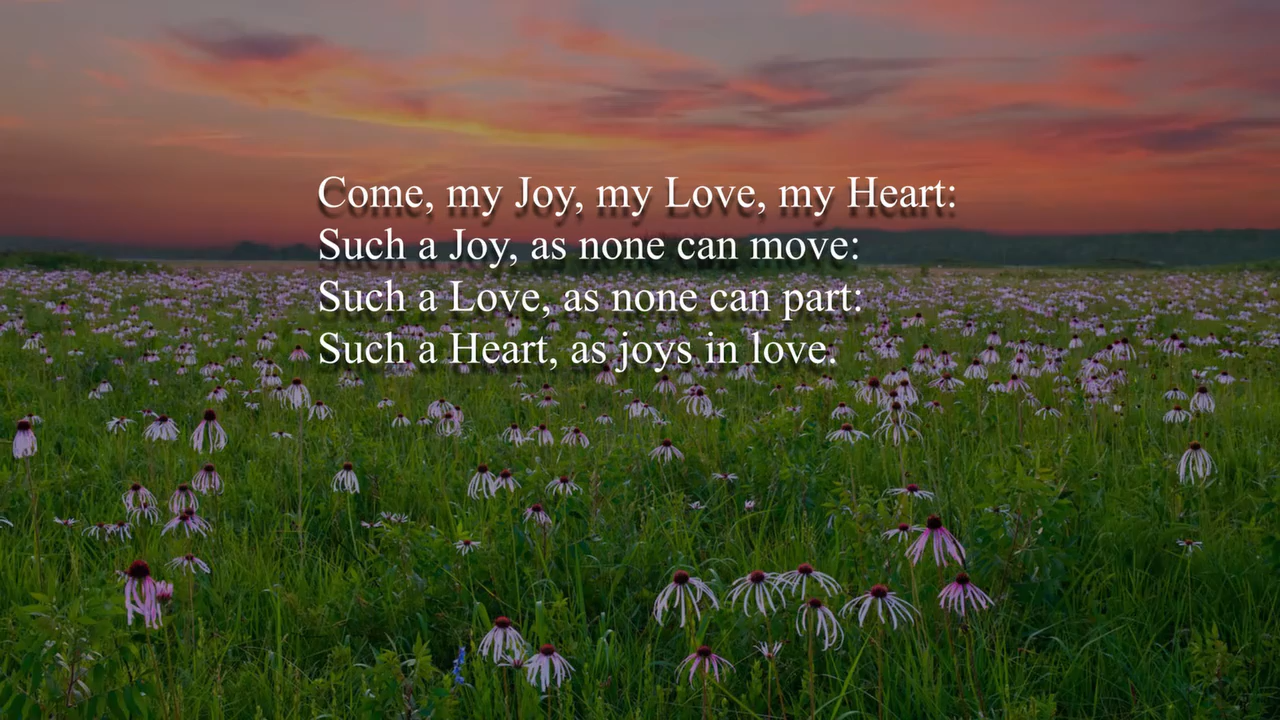 Come, my Joy, my Love, my Heart:
Such a Joy, as none can move:
Such a Love, as none can part:
Such a Heart, as joys in love.